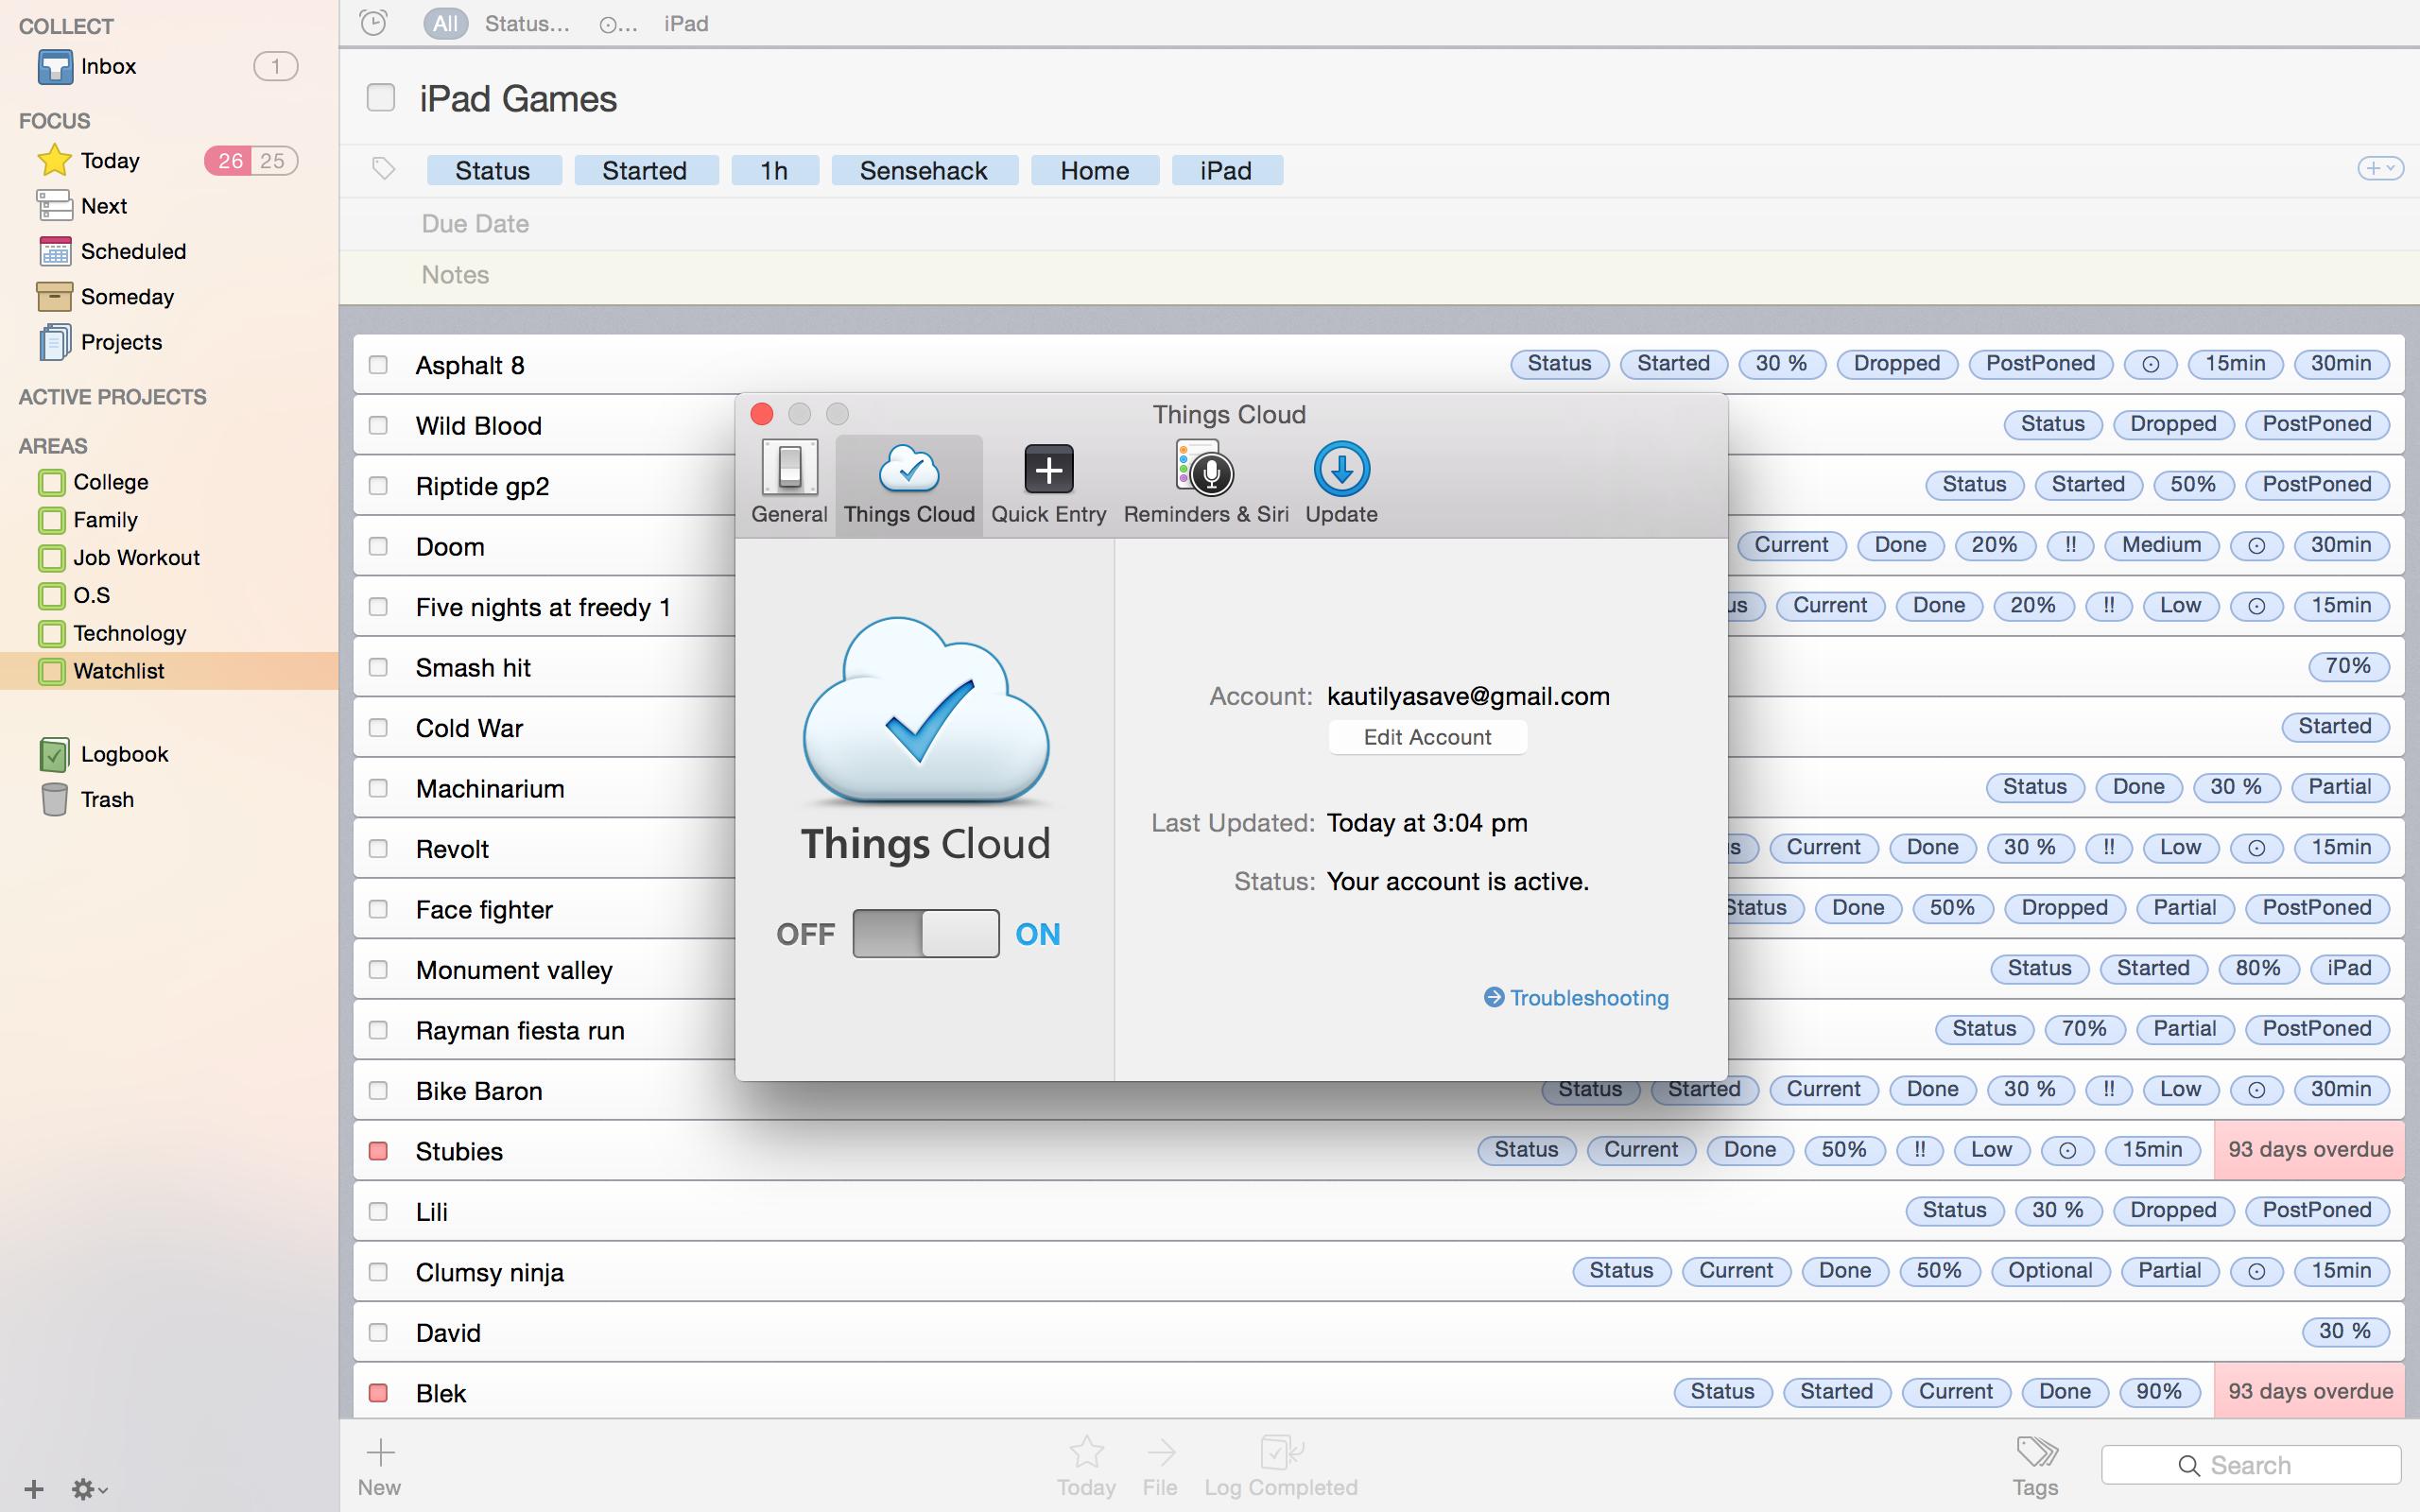 COLLECT
Inbox 1
FOCUS
Today 26 25
Next
Scheduled
Someday
Projects
ACTIVE PROJECTS
AREAS
College
Family
Job Workout
O.S
Technology
Watchlist
Logbook
Trash
All Status... ⊙... iPad
iPad Games
Status Started 1h Sensehack Home iPad
Due Date
Notes
Asphalt 8 Status Started 30 % Dropped PostPoned ⊙ 15min 30min
Wild Blood Status Dropped PostPoned
Riptide gp2 Status Started 50% PostPoned
Doom Current Done 20% !! Medium ⊙ 30min
Five nights at freedy 1 Current Done 20% !! Low ⊙ 15min
Smash hit 70%
Cold War Started
Machinarium Status Done 30 % Partial
Revolt Current Done 30 % !! Low ⊙ 15min
Face fighter Status Done 50% Dropped Partial PostPoned
Monument valley Status Started 80% iPad
Rayman fiesta run Status 70% Partial PostPoned
Bike Baron Status Started Current Done 30 % !! Low ⊙ 30min
Stubies Status Current Done 50% !! Low ⊙ 15min 93 days overdue
Lili Status 30 % Dropped PostPoned
Clumsy ninja Status Current Done 50% Optional Partial ⊙ 15min
David 30 %
Blek Status Started Current Done 90% 93 days overdue
Things Cloud
General Things Cloud Quick Entry Reminders & Siri Update
Things Cloud
OFF ON
Account: kautilyasave@gmail.com
Edit Account
Last Updated: Today at 3:04 pm
Status: Your account is active.
Troubleshooting
New Today File Log Completed Tags Search